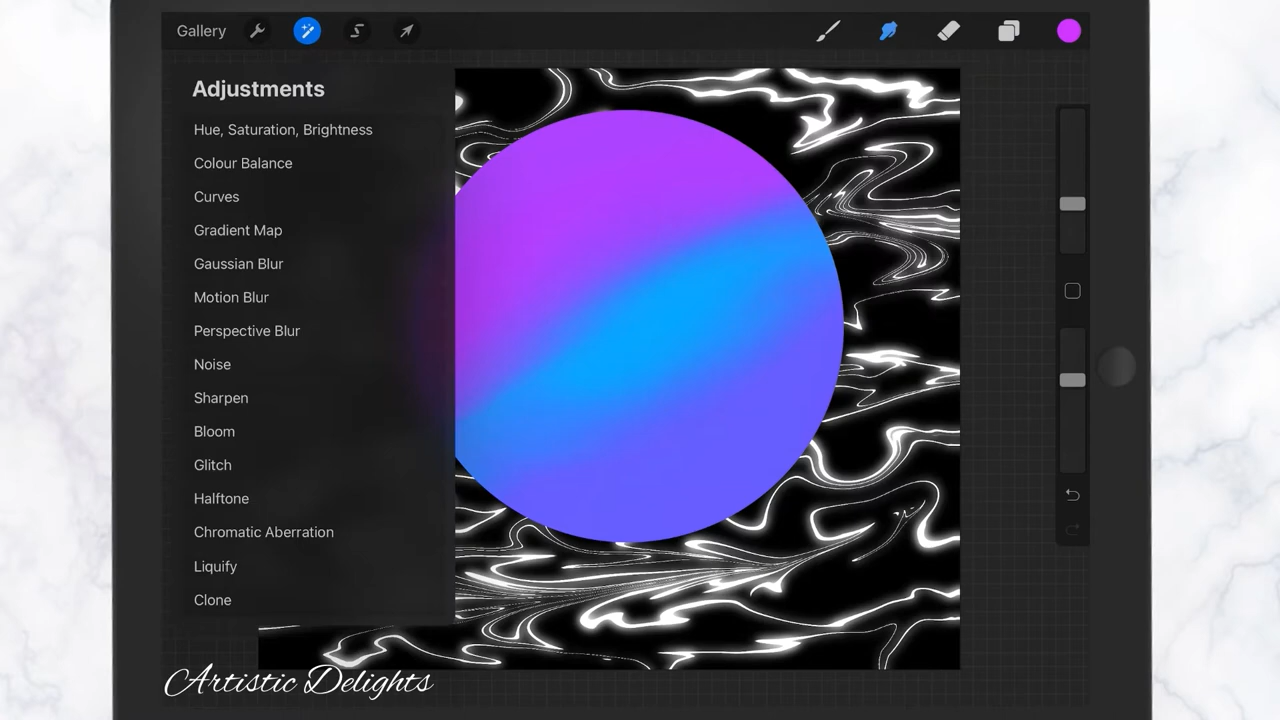 Gallery
Adjustments
Hue, Saturation, Brightness
Colour Balance
Curves
Gradient Map
Gaussian Blur
Motion Blur
Perspective Blur
Noise
Sharpen
Bloom
Glitch
Halftone
Chromatic Aberration
Liquify
Clone
Artistic Delights